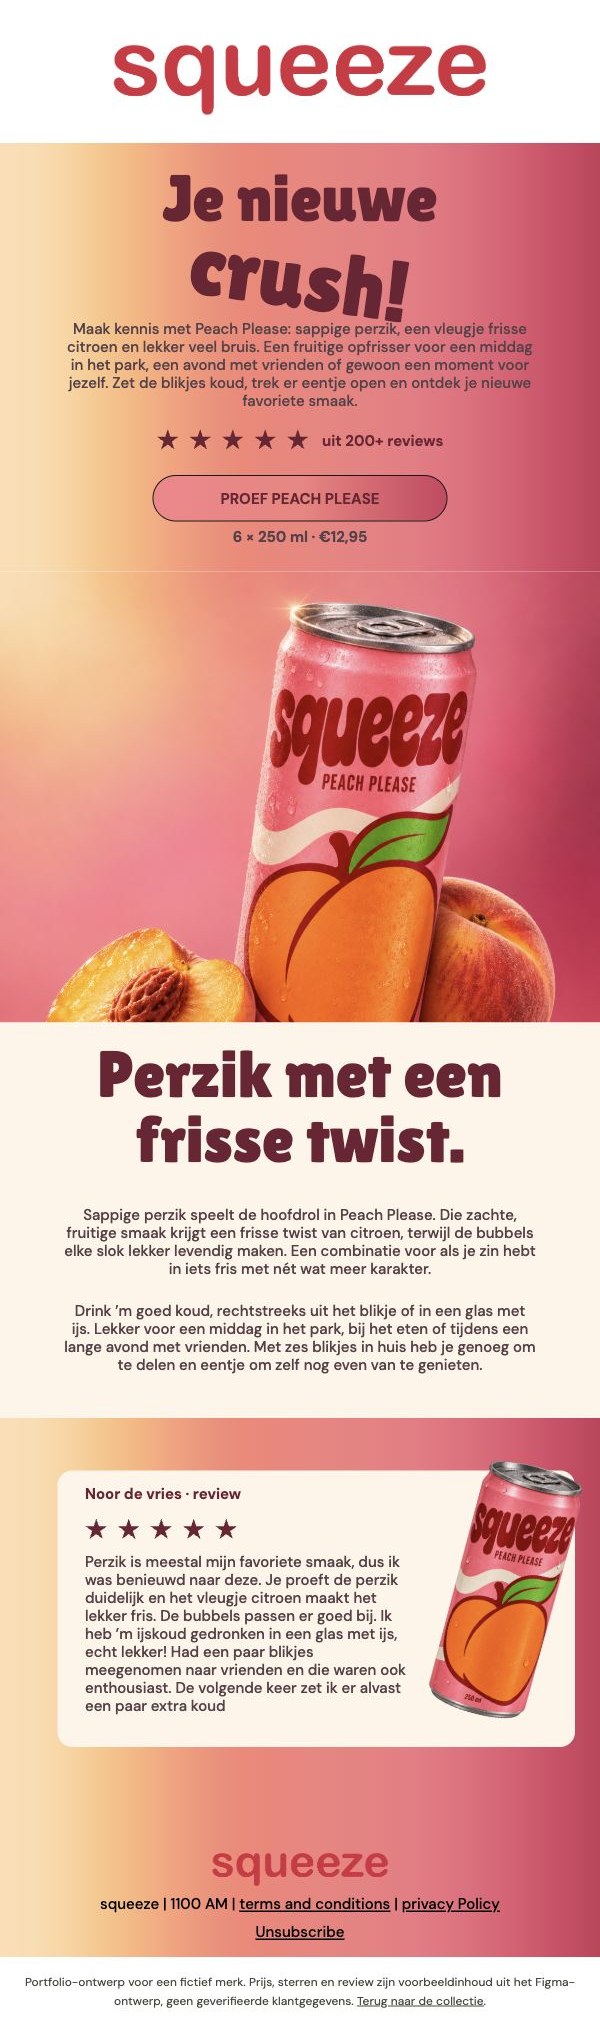 squeeze
Je nieuwe
crush!
Maak kennis met Peach Please: sappige perzik, een vleugje frisse
citroen en lekker veel bruis. Een fruitige opfrisser voor een middag
in het park, een avond met vrienden of gewoon een moment voor
jezelf. Zet de blikjes koud, trek er eentje open en ontdek je nieuwe
favoriete smaak.
★ ★ ★ ★ ★ uit 200+ reviews
PROEF PEACH PLEASE
6 × 250 ml · €12,95
squeeze
PEACH PLEASE
Perzik met een
frisse twist.
Sappige perzik speelt de hoofdrol in Peach Please. Die zachte,
fruitige smaak krijgt een frisse twist van citroen, terwijl de bubbels
elke slok lekker levendig maken. Een combinatie voor als je zin hebt
in iets fris met nét wat meer karakter.
Drink ’m goed koud, rechtstreeks uit het blikje of in een glas met
ijs. Lekker voor een middag in het park, bij het eten of tijdens een
lange avond met vrienden. Met zes blikjes in huis heb je genoeg om
te delen en eentje om zelf nog even van te genieten.
Noor de vries · review
★ ★ ★ ★ ★
Perzik is meestal mijn favoriete smaak, dus ik
was benieuwd naar deze. Je proeft de perzik
duidelijk en het vleugje citroen maakt het
lekker fris. De bubbels passen er goed bij. Ik
heb ’m ijskoud gedronken in een glas met ijs,
echt lekker! Had een paar blikjes
meegenomen naar vrienden en die waren ook
enthousiast. De volgende keer zet ik er alvast
een paar extra koud
squeeze
PEACH PLEASE
squeeze
squeeze | 1100 AM | terms and conditions | privacy Policy
Unsubscribe
Portfolio-ontwerp voor een fictief merk. Prijs, sterren en review zijn voorbeeldinhoud uit het Figma-
ontwerp, geen geverifieerde klantgegevens. Terug naar de collectie.